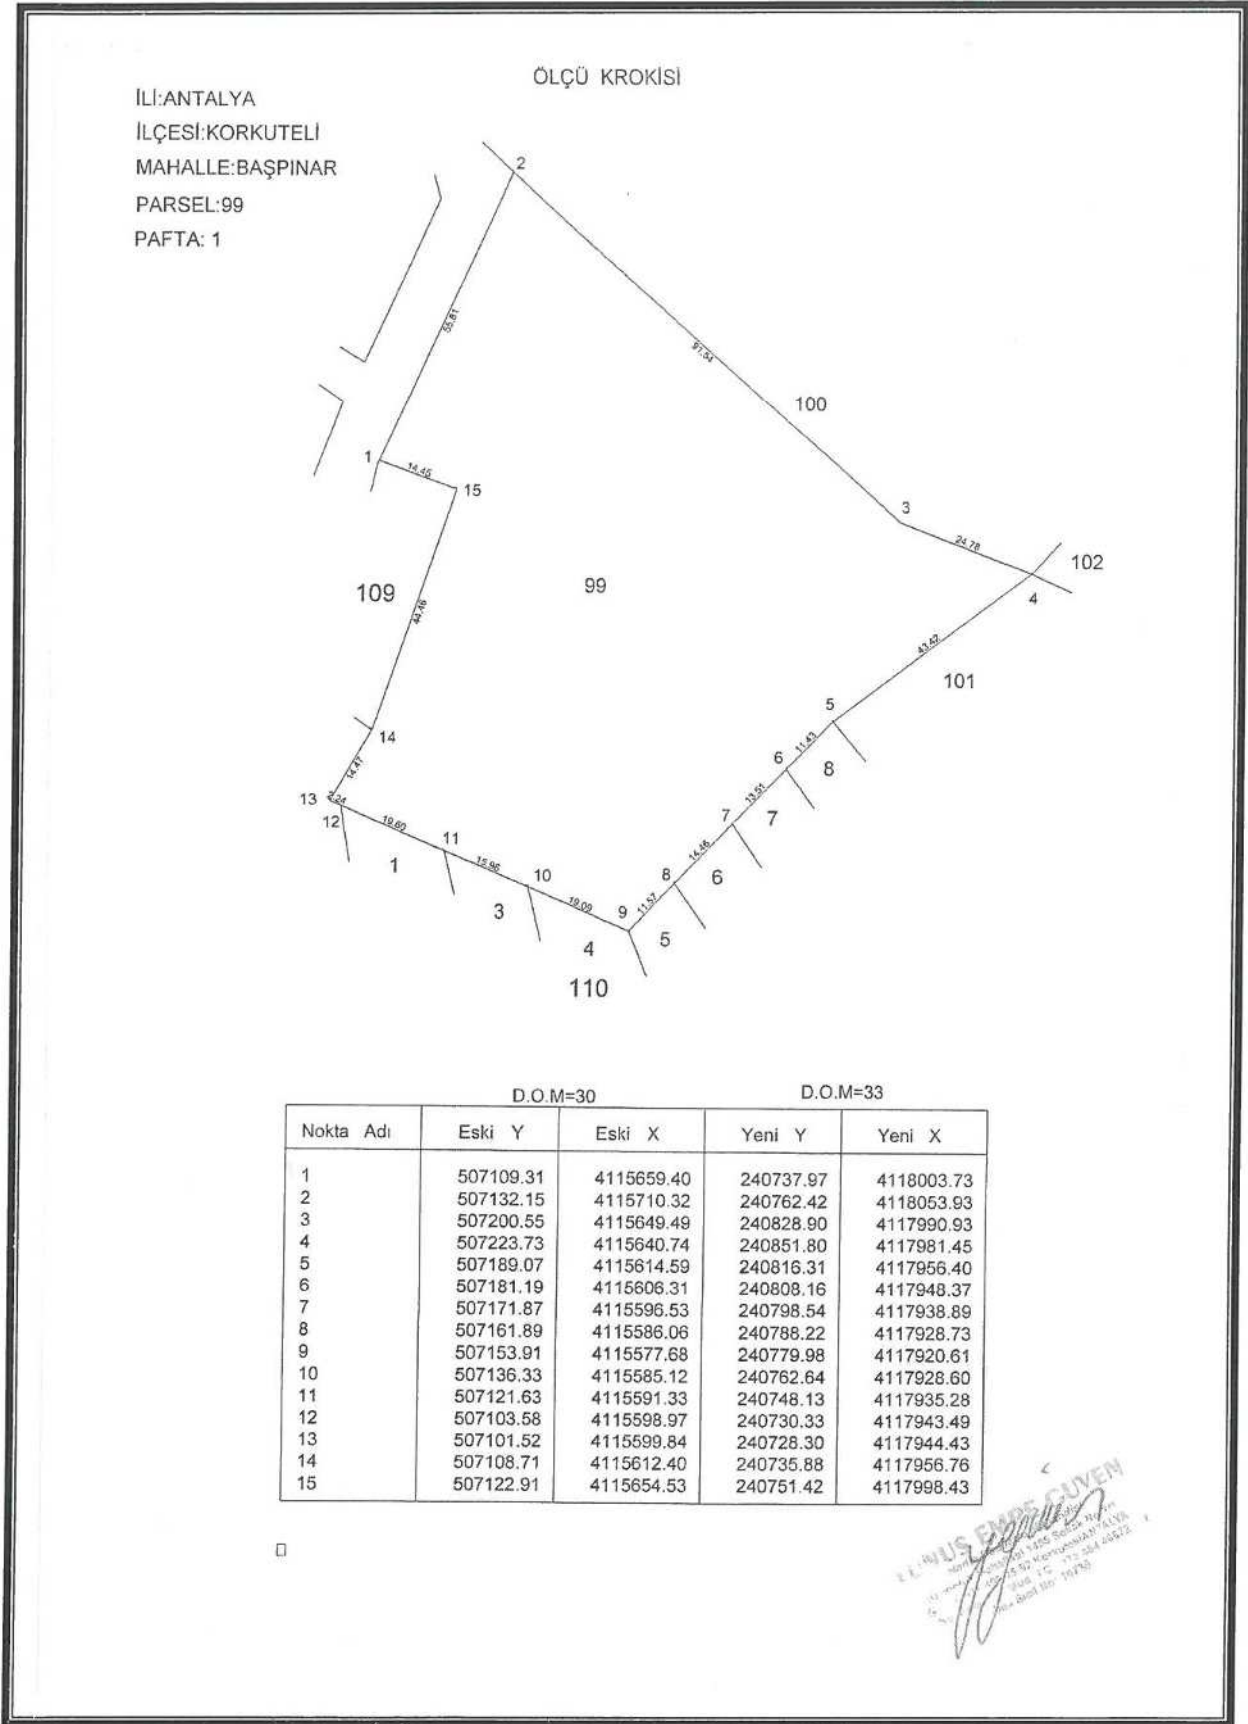 ÖLÇÜ KROKİSİ
İLİ:ANTALYA
İLÇESİ:KORKUTELİ
MAHALLE:BAŞPINAR
PARSEL:99
PAFTA: 1
2
55.81
97.54
100
1
14.45
15
3
24.78
102
4
109
44.46
99
43.42
101
5
14
11.43
6
8
14.47
13.51
13
2.24
12
19.60
11
7
7
1
15.96
10
14.46
8
6
3
19.09
9
11.57
5
4
110
D.O.M=30 D.O.M=33
Nokta Adı Eski Y Eski X Yeni Y Yeni X
1 507109.31 4115659.40 240737.97 4118003.73
2 507132.15 4115710.32 240762.42 4118053.93
3 507200.55 4115649.49 240828.90 4117990.93
4 507223.73 4115640.74 240851.80 4117981.45
5 507189.07 4115614.59 240816.31 4117956.40
6 507181.19 4115606.31 240808.16 4117948.37
7 507171.87 4115596.53 240798.54 4117938.89
8 507161.89 4115586.06 240788.22 4117928.73
9 507153.91 4115577.68 240779.98 4117920.61
10 507136.33 4115585.12 240762.64 4117928.60
11 507121.63 4115591.33 240748.13 4117935.28
12 507103.58 4115598.97 240730.33 4117943.49
13 507101.52 4115599.84 240728.30 4117944.43
14 507108.71 4115612.40 240735.88 4117956.76
15 507122.91 4115654.53 240751.42 4117998.43
EMRE GÜVEN